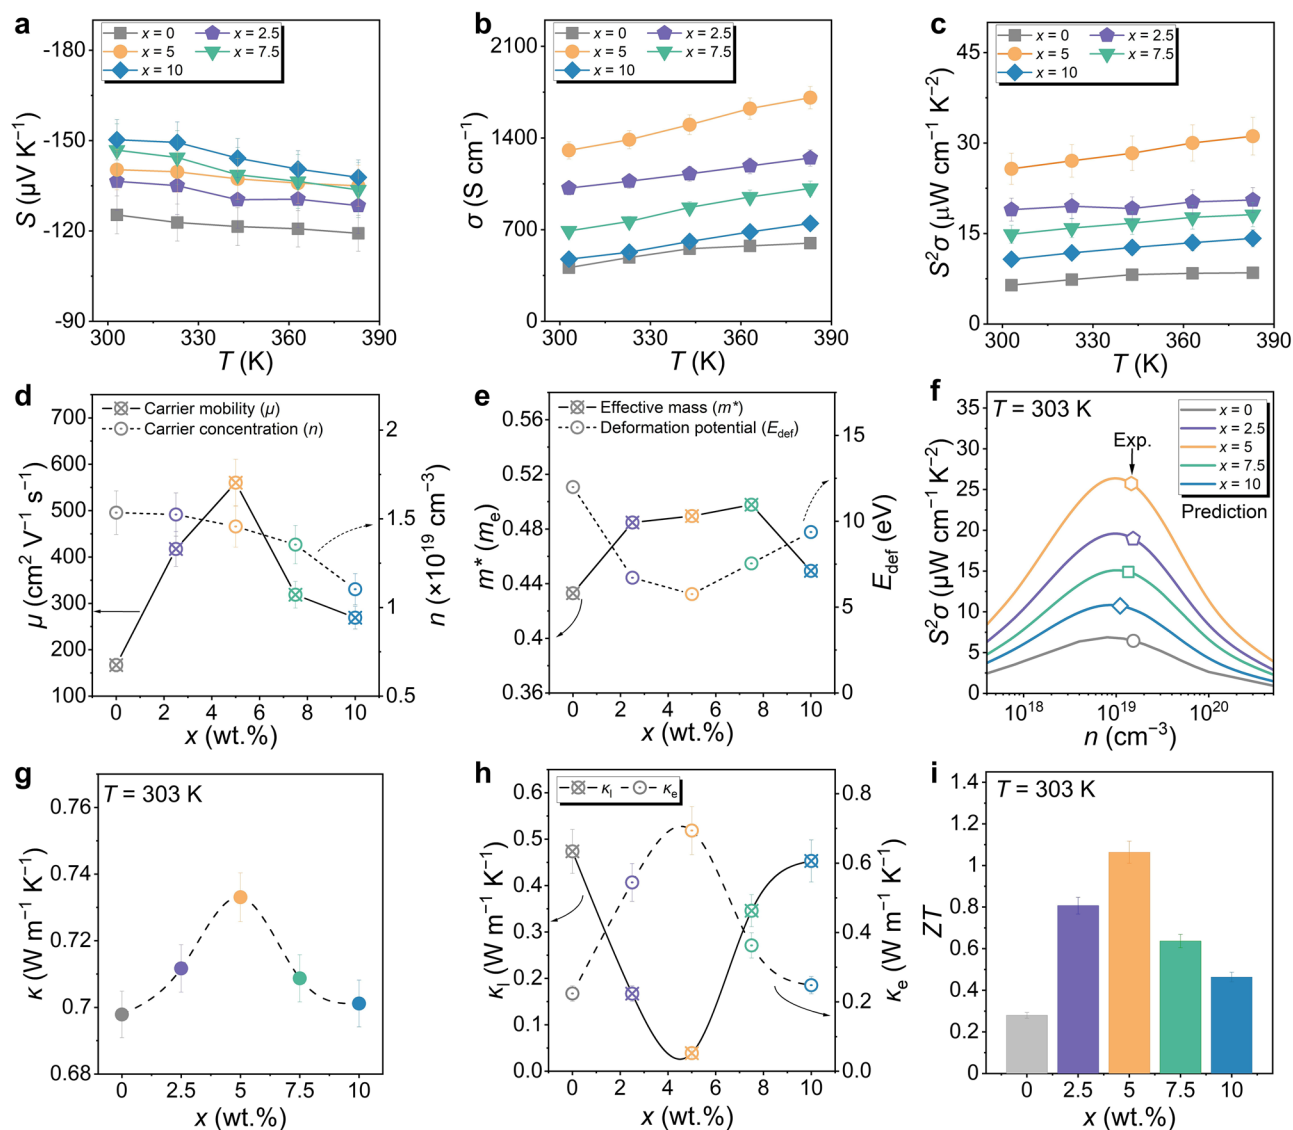 a
x = 0
x = 2.5
x = 5
x = 7.5
x = 10
-180
-150
-120
-90
S (μV K⁻¹)
300
330
360
390
T (K)
b
x = 0
x = 2.5
x = 5
x = 7.5
x = 10
2100
1400
700
0
σ (S cm⁻¹)
300
330
360
390
T (K)
c
x = 0
x = 2.5
x = 5
x = 7.5
x = 10
45
30
15
0
S²σ (μW cm⁻¹ K⁻²)
300
330
360
390
T (K)
d
Carrier mobility (μ)
Carrier concentration (n)
700
600
500
400
300
200
100
μ (cm² V⁻¹ s⁻¹)
2
1.5
1
0.5
n (×10¹⁹ cm⁻³)
0
2
4
6
8
10
x (wt.%)
e
Effective mass (m*)
Deformation potential (E_def)
0.56
0.52
0.48
0.44
0.4
0.36
m* (mₑ)
15
10
5
0
E_def (eV)
0
2
4
6
8
10
x (wt.%)
f
T = 303 K
x = 0
x = 2.5
x = 5
x = 7.5
x = 10
Prediction
Exp.
35
30
25
20
15
10
5
0
S²σ (μW cm⁻¹ K⁻²)
10¹⁸
10¹⁹
10²⁰
n (cm⁻³)
g
T = 303 K
0.76
0.74
0.72
0.7
0.68
κ (W m⁻¹ K⁻¹)
0
2.5
5
7.5
10
x (wt.%)
h
κₗ
κₑ
0.6
0.5
0.4
0.3
0.2
0.1
0.0
κₗ (W m⁻¹ K⁻¹)
0.8
0.6
0.4
0.2
0.0
κₑ (W m⁻¹ K⁻¹)
0
2
4
6
8
10
x (wt.%)
i
T = 303 K
1.4
1.2
1
0.8
0.6
0.4
0.2
0
ZT
0
2.5
5
7.5
10
x (wt.%)